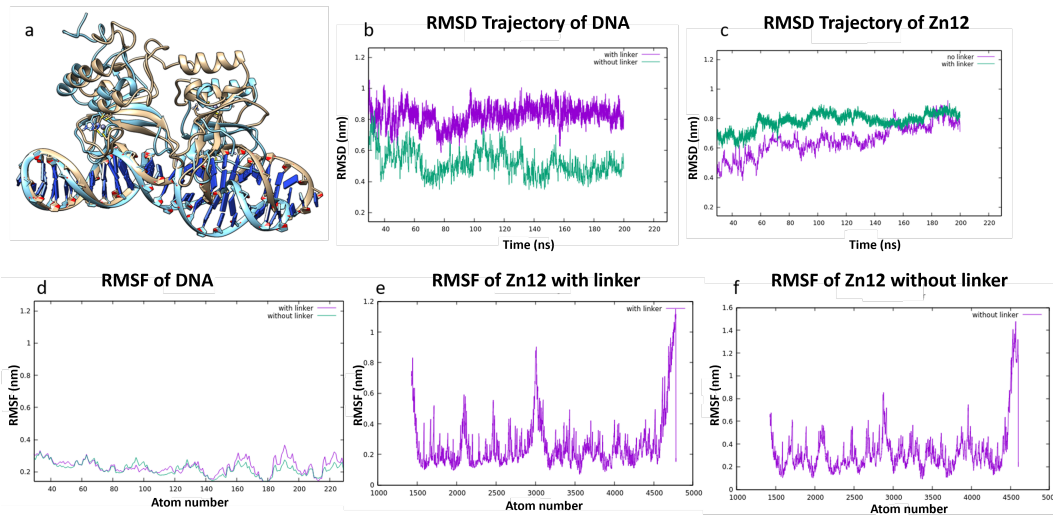 a
b
RMSD Trajectory of DNA
with linker
without linker
RMSD (nm)
1.2
1
0.8
0.6
0.4
0.2
40 60 80 100 120 140 160 180 200 220
Time (ns)
c
RMSD Trajectory of Zn12
no linker
with linker
RMSD (nm)
1.2
1
0.8
0.6
0.4
0.2
40 60 80 100 120 140 160 180 200 220
Time (ns)
d
RMSF of DNA
with linker
without linker
RMSF (nm)
1.2
1
0.8
0.6
0.4
0.2
40 60 80 100 120 140 160 180 200 220
Atom number
e
RMSF of Zn12 with linker
with linker
RMSF (nm)
1.2
1
0.8
0.6
0.4
0.2
0
1000 1500 2000 2500 3000 3500 4000 4500 5000
Atom number
f
RMSF of Zn12 without linker
without linker
RMSF (nm)
1.6
1.4
1.2
1
0.8
0.6
0.4
0.2
0
1000 1500 2000 2500 3000 3500 4000 4500 500
Atom number